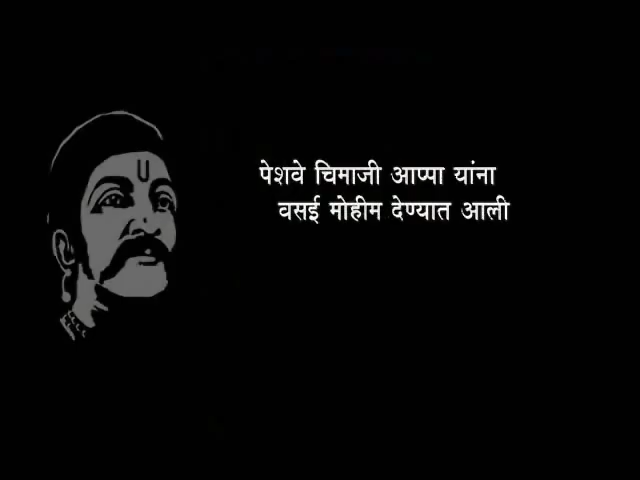 पेशवे चिमाजी आप्पा यांना
वसई मोहीम देण्यात आली